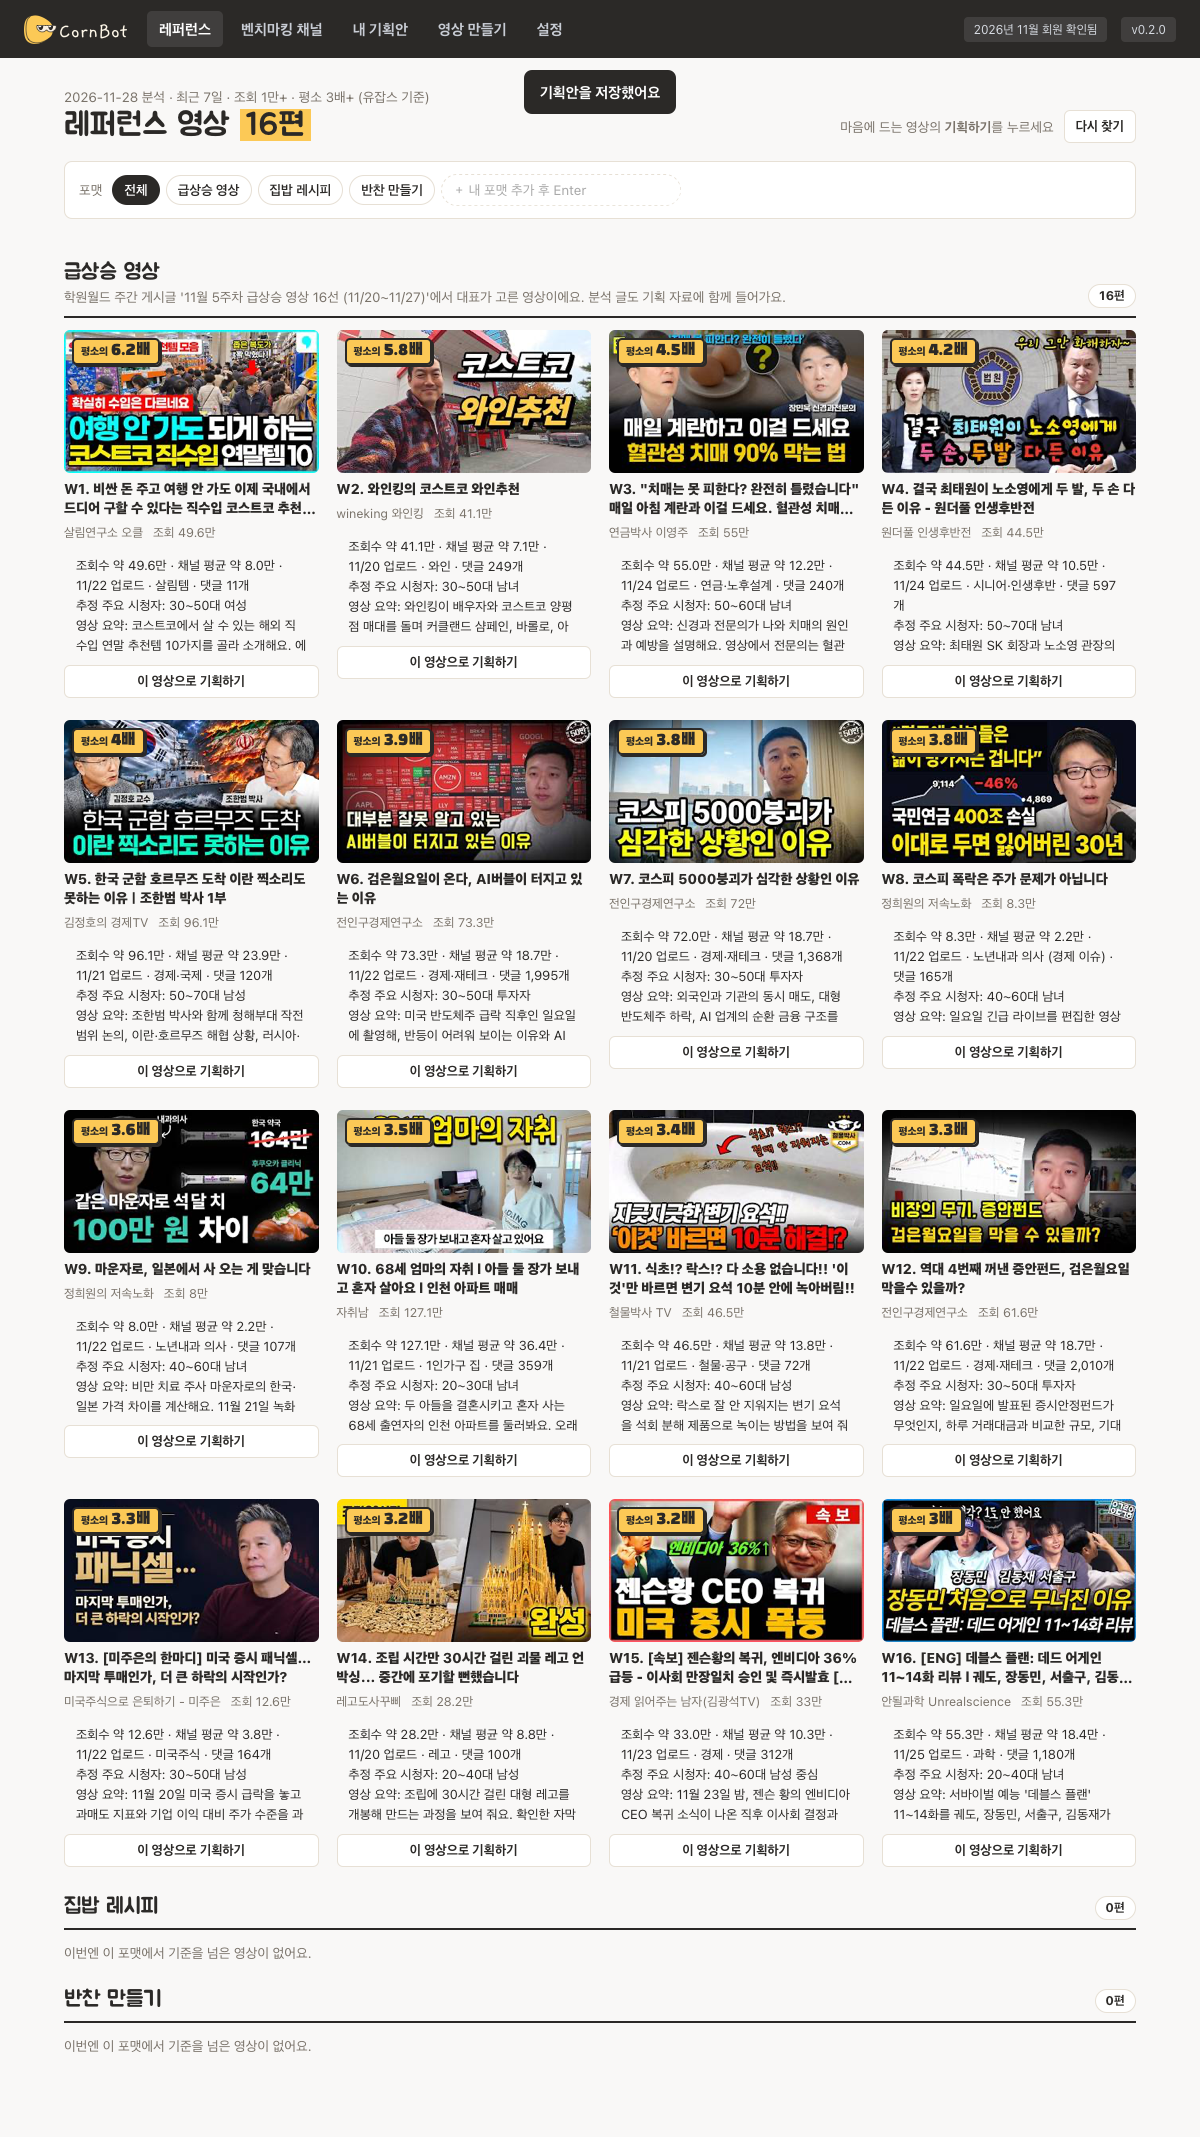 CornBot
레퍼런스
벤치마킹 채널
내 기획안
영상 만들기
설정
2026년 11월 회원 확인됨
v0.2.0
기획안을 저장했어요
2026-11-28 분석 · 최근 7일 · 조회 1만+ · 평소 3배+ (유잡스 기준)
레퍼런스 영상 16편
마음에 드는 영상의 기획하기를 누르세요
다시 찾기
포맷
전체
급상승 영상
집밥 레시피
반찬 만들기
+ 내 포맷 추가 후 Enter
급상승 영상
학원월드 주간 게시글 '11월 5주차 급상승 영상 16선 (11/20~11/27)'에서 대표가 고른 영상이에요. 분석 글도 기획 자료에 함께 들어가요.
16편
평소의 6.2배
확실히 수입은 다르네요
여행 안 가도 되게 하는
코스트코 직수입 연말템 10
W1. 비싼 돈 주고 여행 안 가도 이제 국내에서
드디어 구할 수 있다는 직수입 코스트코 추천...
살림연구소 오클 조회 49.6만
조회수 약 49.6만 · 채널 평균 약 8.0만 ·
11/22 업로드 · 살림템 · 댓글 11개
추정 주요 시청자: 30~50대 여성
영상 요약: 코스트코에서 살 수 있는 해외 직
수입 연말 추천템 10가지를 골라 소개해요. 에
이 영상으로 기획하기
평소의 5.8배
코스트코
와인추천
W2. 와인킹의 코스트코 와인추천
wineking 와인킹 조회 41.1만
조회수 약 41.1만 · 채널 평균 약 7.1만 ·
11/20 업로드 · 와인 · 댓글 249개
추정 주요 시청자: 30~50대 남녀
영상 요약: 와인킹이 배우자와 코스트코 양평
점 매대를 돌며 커클랜드 샴페인, 바롤로, 아
이 영상으로 기획하기
평소의 4.5배
?
장민욱 신경과전문의
매일 계란하고 이걸 드세요
혈관성 치매 90% 막는 법
W3. "치매는 못 피한다? 완전히 틀렸습니다"
매일 아침 계란과 이걸 드세요. 혈관성 치매...
연금박사 이영주 조회 55만
조회수 약 55.0만 · 채널 평균 약 12.2만 ·
11/24 업로드 · 연금·노후설계 · 댓글 240개
추정 주요 시청자: 50~60대 남녀
영상 요약: 신경과 전문의가 나와 치매의 원인
과 예방을 설명해요. 영상에서 전문의는 혈관
이 영상으로 기획하기
평소의 4.2배
우리 그만 화해하자~
법원
결국 최태원이 노소영에게
두 손, 두 발 다 든 이유
W4. 결국 최태원이 노소영에게 두 발, 두 손 다
든 이유 - 원더풀 인생후반전
원더풀 인생후반전 조회 44.5만
조회수 약 44.5만 · 채널 평균 약 10.5만 ·
11/24 업로드 · 시니어·인생후반 · 댓글 597
개
추정 주요 시청자: 50~70대 남녀
영상 요약: 최태원 SK 회장과 노소영 관장의
이 영상으로 기획하기
평소의 4배
김정호 교수
조한범 박사
한국 군함 호르무즈 도착
이란 찍소리도 못하는 이유
W5. 한국 군함 호르무즈 도착 이란 찍소리도
못하는 이유 | 조한범 박사 1부
김정호의 경제TV 조회 96.1만
조회수 약 96.1만 · 채널 평균 약 23.9만 ·
11/21 업로드 · 경제·국제 · 댓글 120개
추정 주요 시청자: 50~70대 남성
영상 요약: 조한범 박사와 함께 청해부대 작전
범위 논의, 이란·호르무즈 해협 상황, 러시아·
이 영상으로 기획하기
평소의 3.9배
GOOGL
AMZN
TSLA
AAPL
LLY
대부분 잘못 알고 있는
AI버블이 터지고 있는 이유
W6. 검은월요일이 온다, AI버블이 터지고 있
는 이유
전인구경제연구소 조회 73.3만
조회수 약 73.3만 · 채널 평균 약 18.7만 ·
11/22 업로드 · 경제·재테크 · 댓글 1,995개
추정 주요 시청자: 30~50대 투자자
영상 요약: 미국 반도체주 급락 직후인 일요일
에 촬영해, 반등이 어려워 보이는 이유와 AI
이 영상으로 기획하기
평소의 3.8배
코스피 5000붕괴가
심각한 상황인 이유
W7. 코스피 5000붕괴가 심각한 상황인 이유
전인구경제연구소 조회 72만
조회수 약 72.0만 · 채널 평균 약 18.7만 ·
11/20 업로드 · 경제·재테크 · 댓글 1,368개
추정 주요 시청자: 30~50대 투자자
영상 요약: 외국인과 기관의 동시 매도, 대형
반도체주 하락, AI 업계의 순환 금융 구조를
이 영상으로 기획하기
평소의 3.8배
9,114
-46%
4,869
국민연금 400조 손실
이대로 두면 잃어버린 30년
W8. 코스피 폭락은 주가 문제가 아닙니다
정희원의 저속노화 조회 8.3만
조회수 약 8.3만 · 채널 평균 약 2.2만 ·
11/22 업로드 · 노년내과 의사 (경제 이슈) ·
댓글 165개
추정 주요 시청자: 40~60대 남녀
영상 요약: 일요일 긴급 라이브를 편집한 영상
이 영상으로 기획하기
평소의 3.6배
내과의사
한국 약국
164만
후쿠오카 클리닉
64만
같은 마운자로 석 달 치
100만 원 차이
W9. 마운자로, 일본에서 사 오는 게 맞습니다
정희원의 저속노화 조회 8만
조회수 약 8.0만 · 채널 평균 약 2.2만 ·
11/22 업로드 · 노년내과 의사 · 댓글 107개
추정 주요 시청자: 40~60대 남녀
영상 요약: 비만 치료 주사 마운자로의 한국·
일본 가격 차이를 계산해요. 11월 21일 녹화
이 영상으로 기획하기
평소의 3.5배
엄마의 자취
아들 둘 장가 보내고 혼자 살고 있어요
W10. 68세 엄마의 자취 I 아들 둘 장가 보내
고 혼자 살아요 I 인천 아파트 매매
자취남 조회 127.1만
조회수 약 127.1만 · 채널 평균 약 36.4만 ·
11/21 업로드 · 1인가구 집 · 댓글 359개
추정 주요 시청자: 20~30대 남녀
영상 요약: 두 아들을 결혼시키고 혼자 사는
68세 출연자의 인천 아파트를 둘러봐요. 오래
이 영상으로 기획하기
평소의 3.4배
철물박사
.COM
지긋지긋한 변기 요석!!
'이것' 바르면 10분 해결!?
W11. 식초!? 락스!? 다 소용 없습니다!! '이
것'만 바르면 변기 요석 10분 안에 녹아버림!!
철물박사 TV 조회 46.5만
조회수 약 46.5만 · 채널 평균 약 13.8만 ·
11/21 업로드 · 철물·공구 · 댓글 72개
추정 주요 시청자: 40~60대 남성
영상 요약: 락스로 잘 안 지워지는 변기 요석
을 석회 분해 제품으로 녹이는 방법을 보여 줘
이 영상으로 기획하기
평소의 3.3배
비장의 무기. 증안펀드
검은월요일을 막을 수 있을까?
W12. 역대 4번째 꺼낸 증안펀드, 검은월요일
막을수 있을까?
전인구경제연구소 조회 61.6만
조회수 약 61.6만 · 채널 평균 약 18.7만 ·
11/22 업로드 · 경제·재테크 · 댓글 2,010개
추정 주요 시청자: 30~50대 투자자
영상 요약: 일요일에 발표된 증시안정펀드가
무엇인지, 하루 거래대금과 비교한 규모, 기대
이 영상으로 기획하기
평소의 3.3배
미국 증시
패닉셀...
마지막 투매인가,
더 큰 하락의 시작인가?
W13. [미주은의 한마디] 미국 증시 패닉셀...
마지막 투매인가, 더 큰 하락의 시작인가?
미국주식으로 은퇴하기 - 미주은 조회 12.6만
조회수 약 12.6만 · 채널 평균 약 3.8만 ·
11/22 업로드 · 미국주식 · 댓글 164개
추정 주요 시청자: 30~50대 남성
영상 요약: 11월 20일 미국 증시 급락을 놓고
과매도 지표와 기업 이익 대비 주가 수준을 과
이 영상으로 기획하기
평소의 3.2배
완성
W14. 조립 시간만 30시간 걸린 괴물 레고 언
박싱... 중간에 포기할 뻔했습니다
레고도사꾸삐 조회 28.2만
조회수 약 28.2만 · 채널 평균 약 8.8만 ·
11/20 업로드 · 레고 · 댓글 100개
추정 주요 시청자: 20~40대 남성
영상 요약: 조립에 30시간 걸린 대형 레고를
개봉해 만드는 과정을 보여 줘요. 확인한 자막
이 영상으로 기획하기
평소의 3.2배
속보
엔비디아 36%↑
젠슨황 CEO 복귀
미국 증시 폭등
W15. [속보] 젠슨황의 복귀, 엔비디아 36%
급등 - 이사회 만장일치 승인 및 즉시발효 [...
경제 읽어주는 남자(김광석TV) 조회 33만
조회수 약 33.0만 · 채널 평균 약 10.3만 ·
11/23 업로드 · 경제 · 댓글 312개
추정 주요 시청자: 40~60대 남성 중심
영상 요약: 11월 23일 밤, 젠슨 황의 엔비디아
CEO 복귀 소식이 나온 직후 이사회 결정과
이 영상으로 기획하기
평소의 3배
장동민 김동재 서출구
장동민 처음으로 무너진 이유
데블스 플랜: 데드 어게인 11~14화 리뷰
W16. [ENG] 데블스 플랜: 데드 어게인
11~14화 리뷰 I 궤도, 장동민, 서출구, 김동...
안될과학 Unrealscience 조회 55.3만
조회수 약 55.3만 · 채널 평균 약 18.4만 ·
11/25 업로드 · 과학 · 댓글 1,180개
추정 주요 시청자: 20~40대 남녀
영상 요약: 서바이벌 예능 '데블스 플랜'
11~14화를 궤도, 장동민, 서출구, 김동재가
이 영상으로 기획하기
집밥 레시피
0편
이번엔 이 포맷에서 기준을 넘은 영상이 없어요.
반찬 만들기
0편
이번엔 이 포맷에서 기준을 넘은 영상이 없어요.